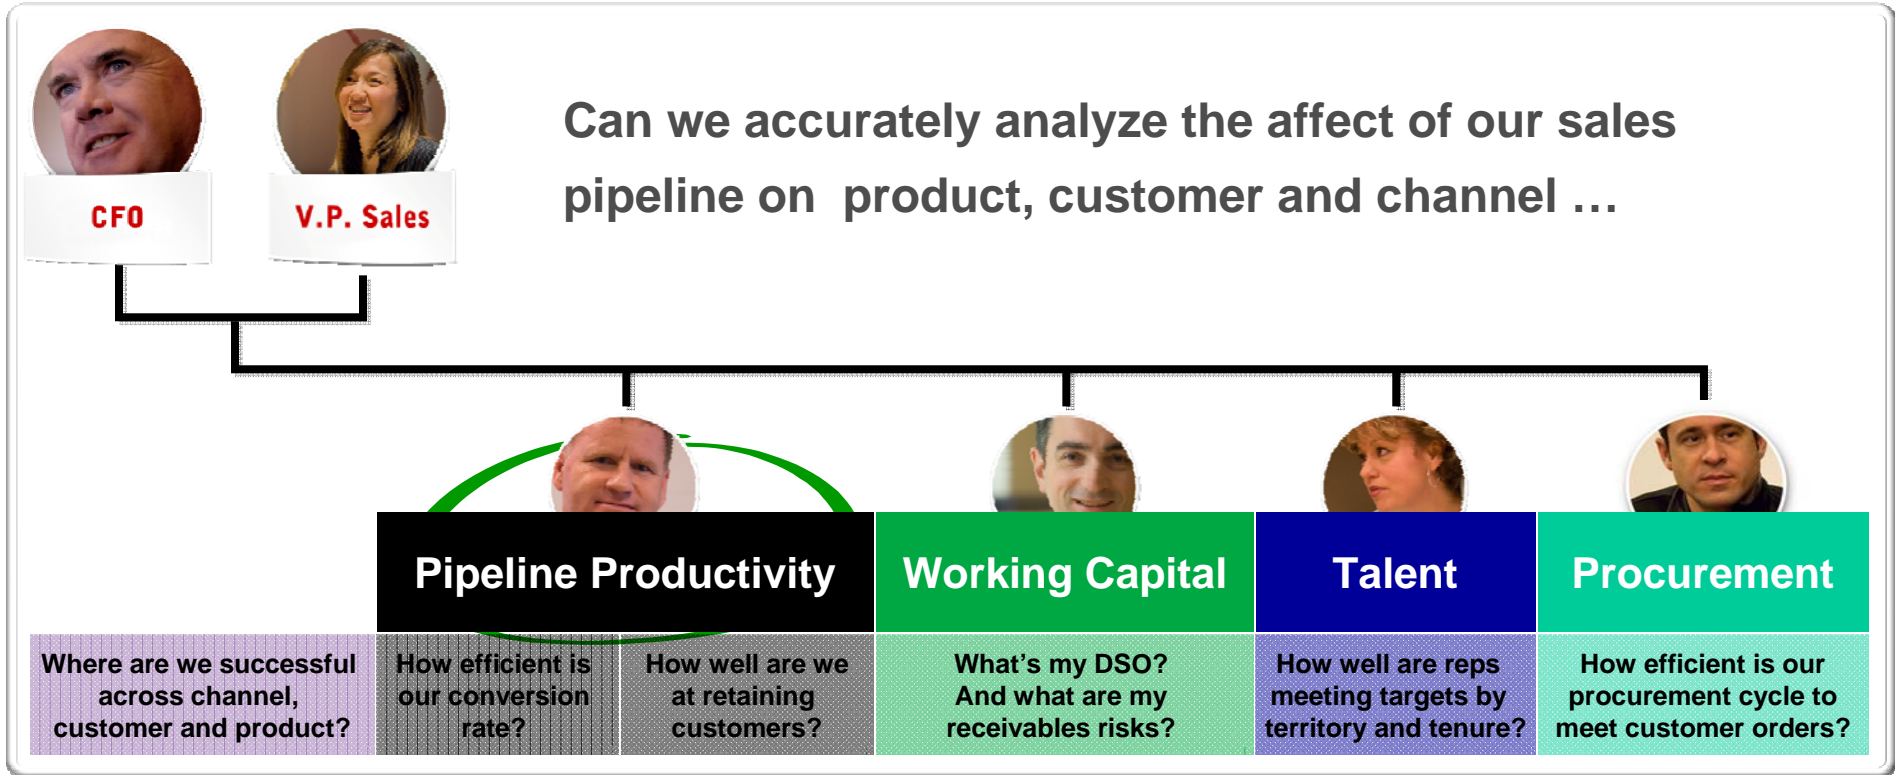 Can we accurately analyze the affect of our sales
pipeline on  product, customer and channel …
CFO
V.P. Sales
Pipeline Productivity
Working Capital
Talent
Procurement
Where are we successful
across channel,
customer and product?
How efficient is
our conversion
rate?
How well are we
at retaining
customers?
What’s my DSO?
And what are my
receivables risks?
How well are reps
meeting targets by
territory and tenure?
How efficient is our
procurement cycle to
meet customer orders?